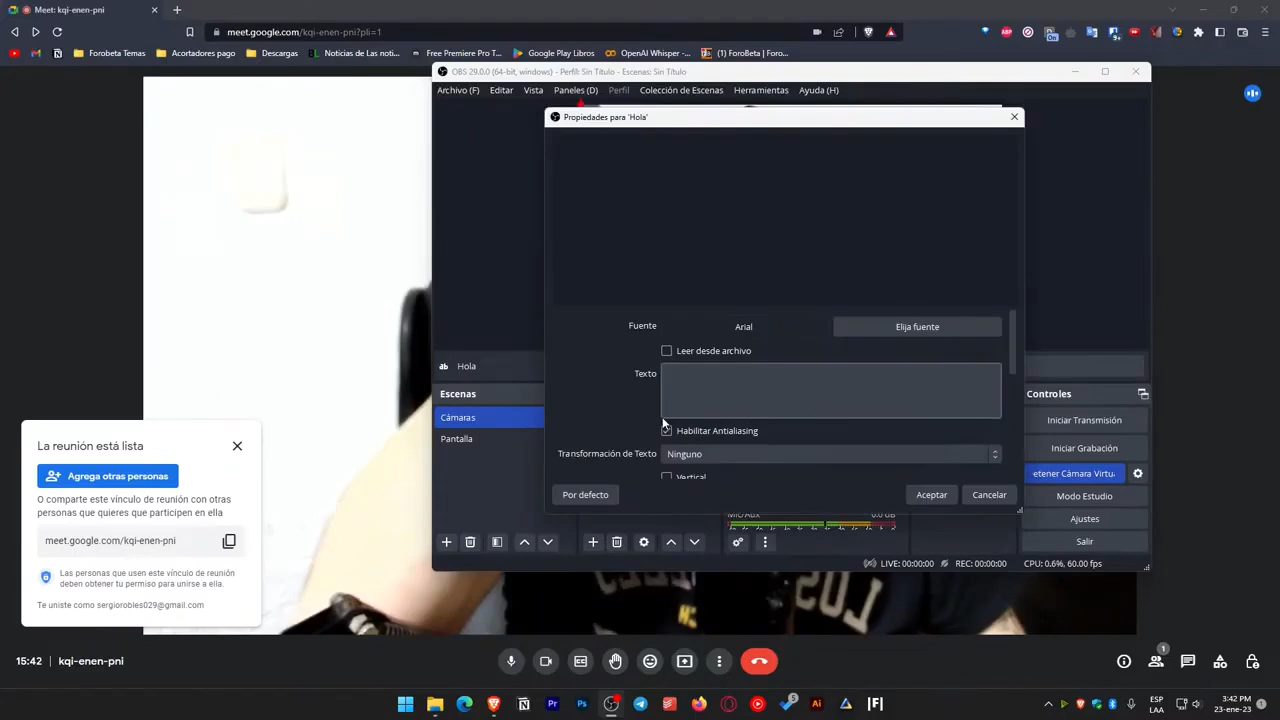 Meet: kqi-enen-pni
meet.google.com/kqi-enen-pni?pli=1
Forobeta Temas
Acortadores pago
Descargas
Noticias de Las noti...
Free Premiere Pro T...
Google Play Libros
OpenAI Whisper -...
ForoBeta | Foro...
OBS 29.0.0 (64-bit, windows) - Perfil: Sin Título - Escenas: Sin Título
Archivo (F)
Editar
Vista
Paneles (D)
Perfil
Colección de Escenas
Herramientas
Ayuda (H)
Propiedades para 'Hola'
Fuente
Arial
Elija fuente
Leer desde archivo
Texto
Habilitar Antialiasing
Transformación de Texto
Ninguno
Vertical
Por defecto
Aceptar
Cancelar
ab Hola
Escenas
Cámaras
Pantalla
Controles
Iniciar Transmisión
Iniciar Grabación
etener Cámara Virtua
Modo Estudio
Ajustes
Salir
Mic/Aux
0.0 dB
LIVE: 00:00:00
REC: 00:00:00
CPU: 0.6%, 60.00 fps
La reunión está lista
Agrega otras personas
O comparte este vínculo de reunión con otras
personas que quieres que participen en ella
meet.google.com/kqi-enen-pni
Las personas que usen este vínculo de reunión
deben obtener tu permiso para unirse a ella.
Te uniste como sergiorobles029@gmail.com
15:42 | kqi-enen-pni
1
ESP
LAA
3:42 PM
23-ene-23